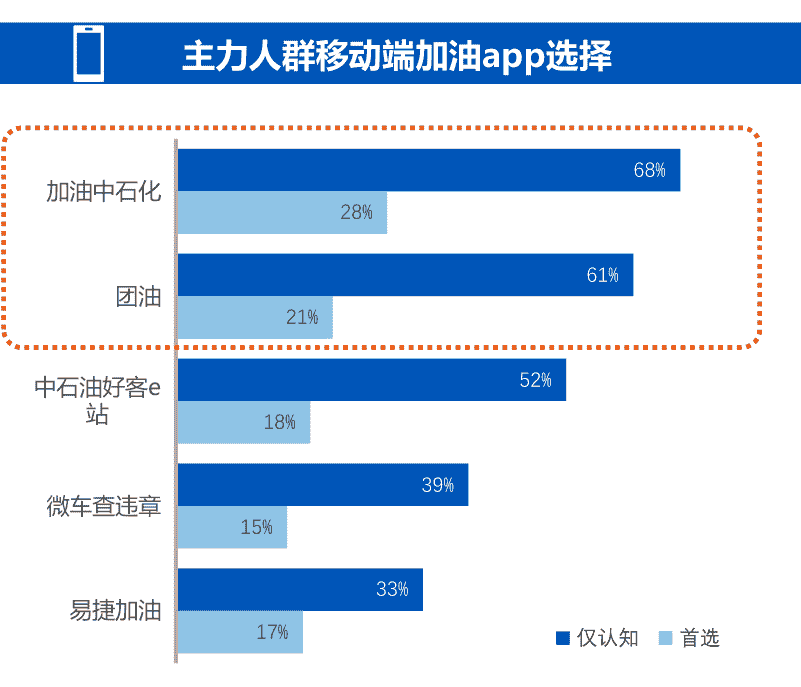 主力人群移动端加油app选择
加油中石化
68%
28%
团油
61%
21%
中石油好客e
站
52%
18%
微车查违章
39%
15%
易捷加油
33%
17%
仅认知 首选